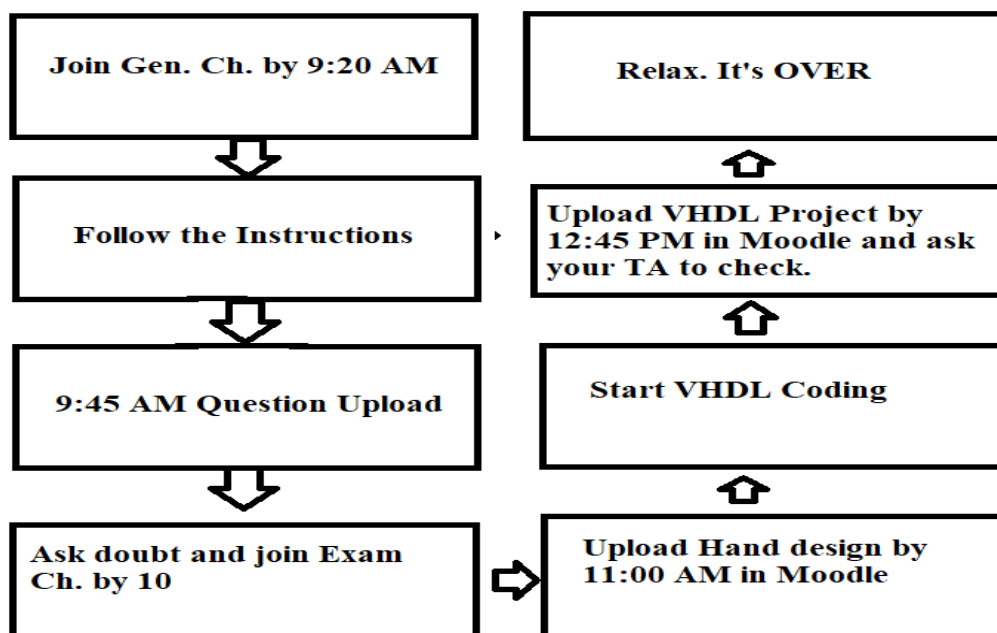 Join Gen. Ch. by 9:20 AM
Follow the Instructions
9:45 AM Question Upload
Ask doubt and join Exam
Ch. by 10
Upload Hand design by
11:00 AM in Moodle
Start VHDL Coding
Upload VHDL Project by
12:45 PM in Moodle and ask
your TA to check.
Relax. It's OVER